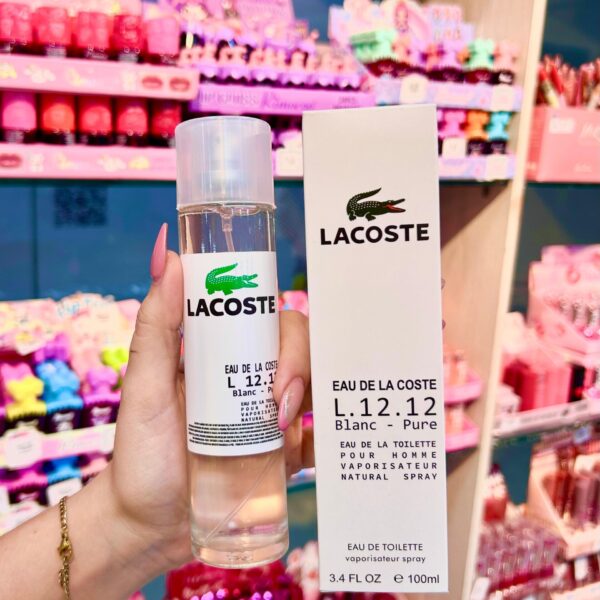 LACOSTE
EAU DE LA COSTE
L 12.12
Blanc - Pure
EAU DE LA TOILETTE
POUR HOMME
VAPORISATEUR
NATURAL SPRAY
LACOSTE
EAU DE LA COSTE
L.12.12
Blanc - Pure
EAU DE LA TOILETTE
POUR HOMME
VAPORISATEUR
NATURAL SPRAY
EAU DE TOILETTE
vaporisateur spray
3.4 FL OZ e 100ml